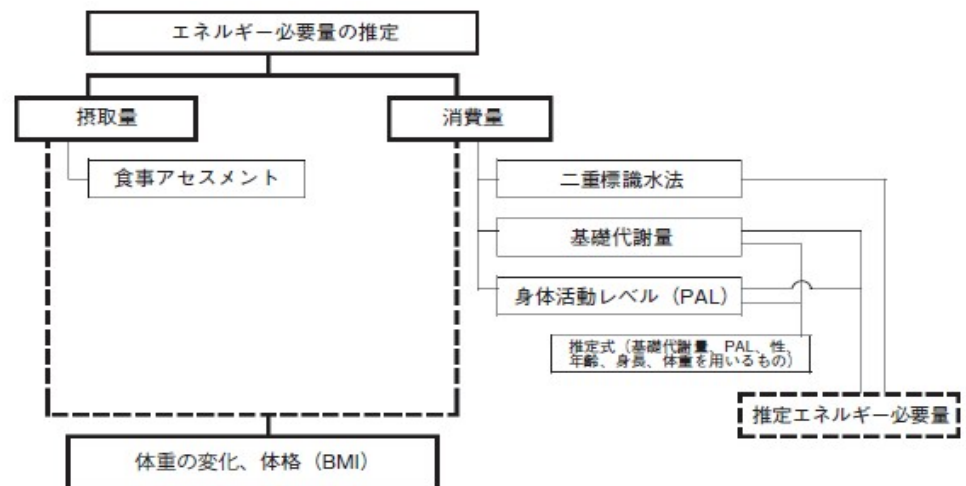 エネルギー必要量の推定
摂取量
消費量
食事アセスメント
二重標識水法
基礎代謝量
身体活動レベル（PAL）
推定式（基礎代謝量、PAL、性、
年齢、身長、体重を用いるもの）
推定エネルギー必要量
体重の変化、体格（BMI）